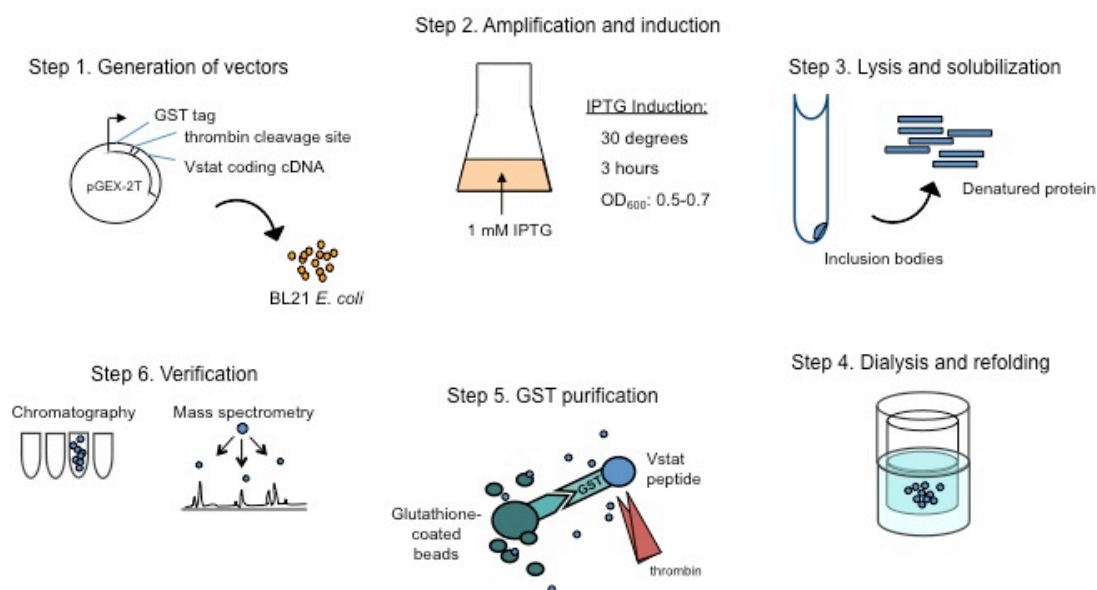 Step 1. Generation of vectors
GST tag
thrombin cleavage site
Vstat coding cDNA
pGEX-2T
BL21 E. coli
Step 2. Amplification and induction
IPTG Induction:
30 degrees
3 hours
OD600: 0.5-0.7
1 mM IPTG
Step 3. Lysis and solubilization
Denatured protein
Inclusion bodies
Step 4. Dialysis and refolding
Step 5. GST purification
Vstat
peptide
GST
Glutathione-
coated
beads
thrombin
Step 6. Verification
Chromatography
Mass spectrometry